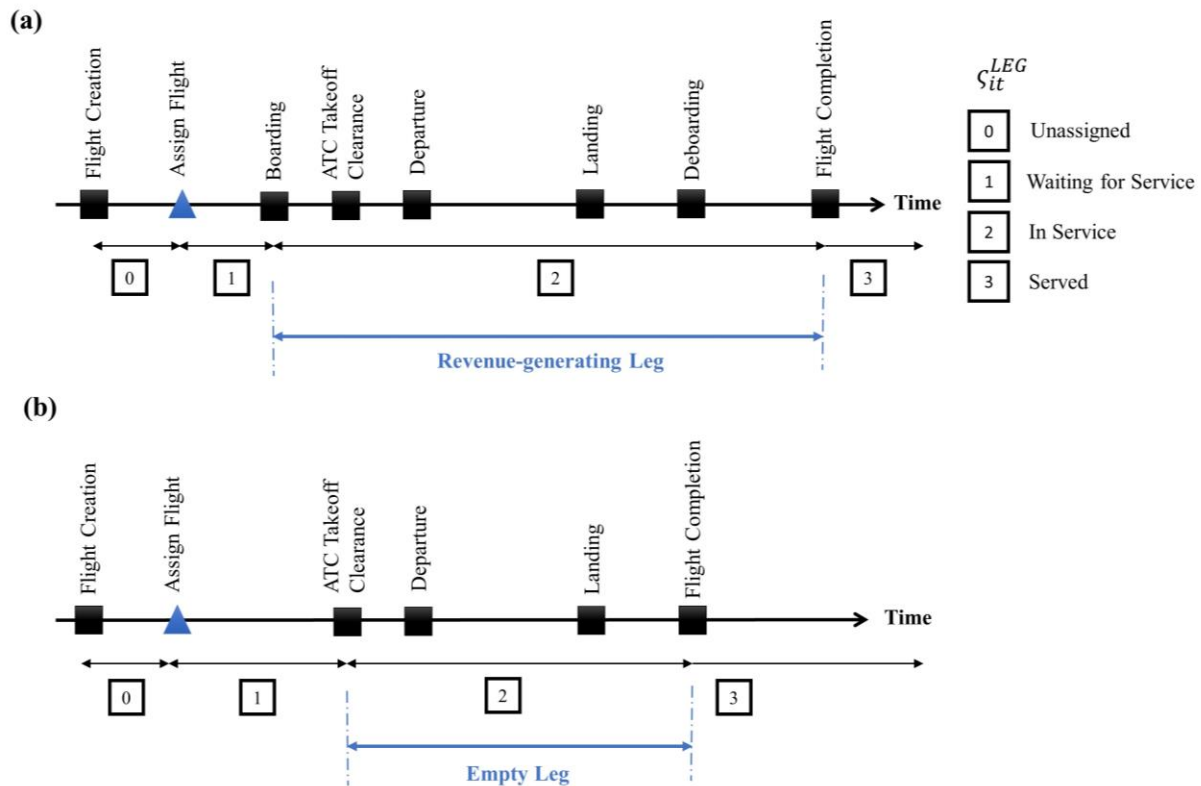 (a)
Flight Creation
Assign Flight
Boarding
ATC Takeoff
Clearance
Departure
Landing
Deboarding
Flight Completion
Time
0
1
2
3
Revenue-generating Leg
ς_{it}^{LEG}
0 Unassigned
1 Waiting for Service
2 In Service
3 Served
(b)
Flight Creation
Assign Flight
ATC Takeoff
Clearance
Departure
Landing
Flight Completion
Time
0
1
2
3
Empty Leg